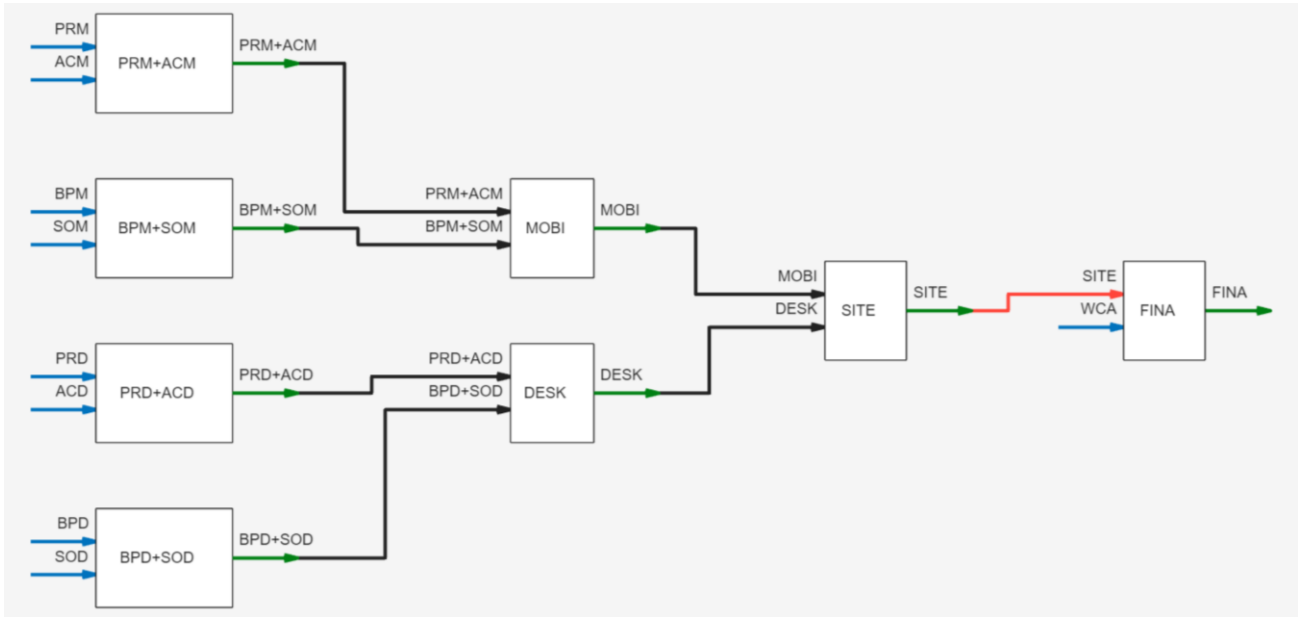 PRM
ACM
PRM+ACM
PRM+ACM
BPM
SOM
BPM+SOM
BPM+SOM
PRM+ACM
BPM+SOM
MOBI
MOBI
PRD
ACD
PRD+ACD
PRD+ACD
PRD+ACD
BPD+SOD
DESK
DESK
BPD
SOD
BPD+SOD
BPD+SOD
MOBI
DESK
SITE
SITE
SITE
WCA
FINA
FINA